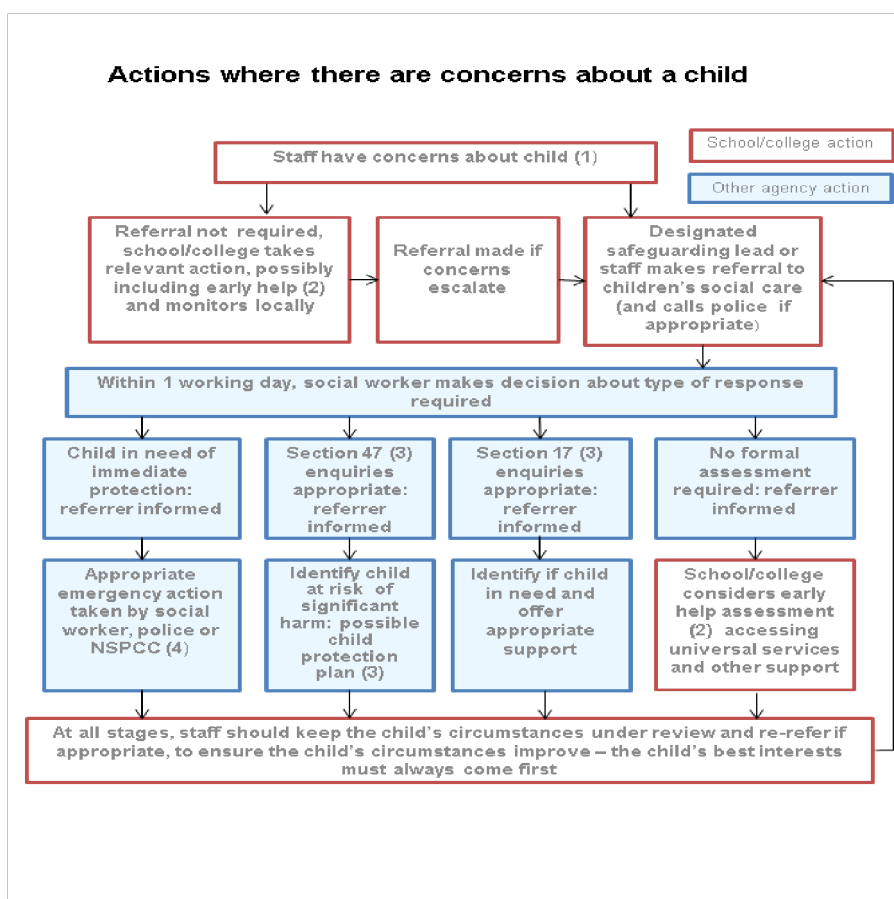 Actions where there are concerns about a child
School/college action
Staff have concerns about child (1)
Other agency action
Referral not required,
school/college takes
relevant action, possibly
including early help (2)
and monitors locally
Referral made if
concerns
escalate
Designated
safeguarding lead or
staff makes referral to
children's social care
(and calls police if
appropriate)
Within 1 working day, social worker makes decision about type of response
required
Child in need of
immediate
protection:
referrer informed
Section 47 (3)
enquiries
appropriate:
referrer
informed
Section 17 (3)
enquiries
appropriate:
referrer
informed
No formal
assessment
required: referrer
informed
Appropriate
emergency action
taken by social
worker, police or
NSPCC (4)
Identify child
at risk of
significant
harm: possible
child
protection
plan (3)
Identify if child
in need and
offer
appropriate
support
School/college
considers early
help assessment
(2) accessing
universal services
and other support
At all stages, staff should keep the child's circumstances under review and re-refer if
appropriate, to ensure the child's circumstances improve – the child's best interests
must always come first